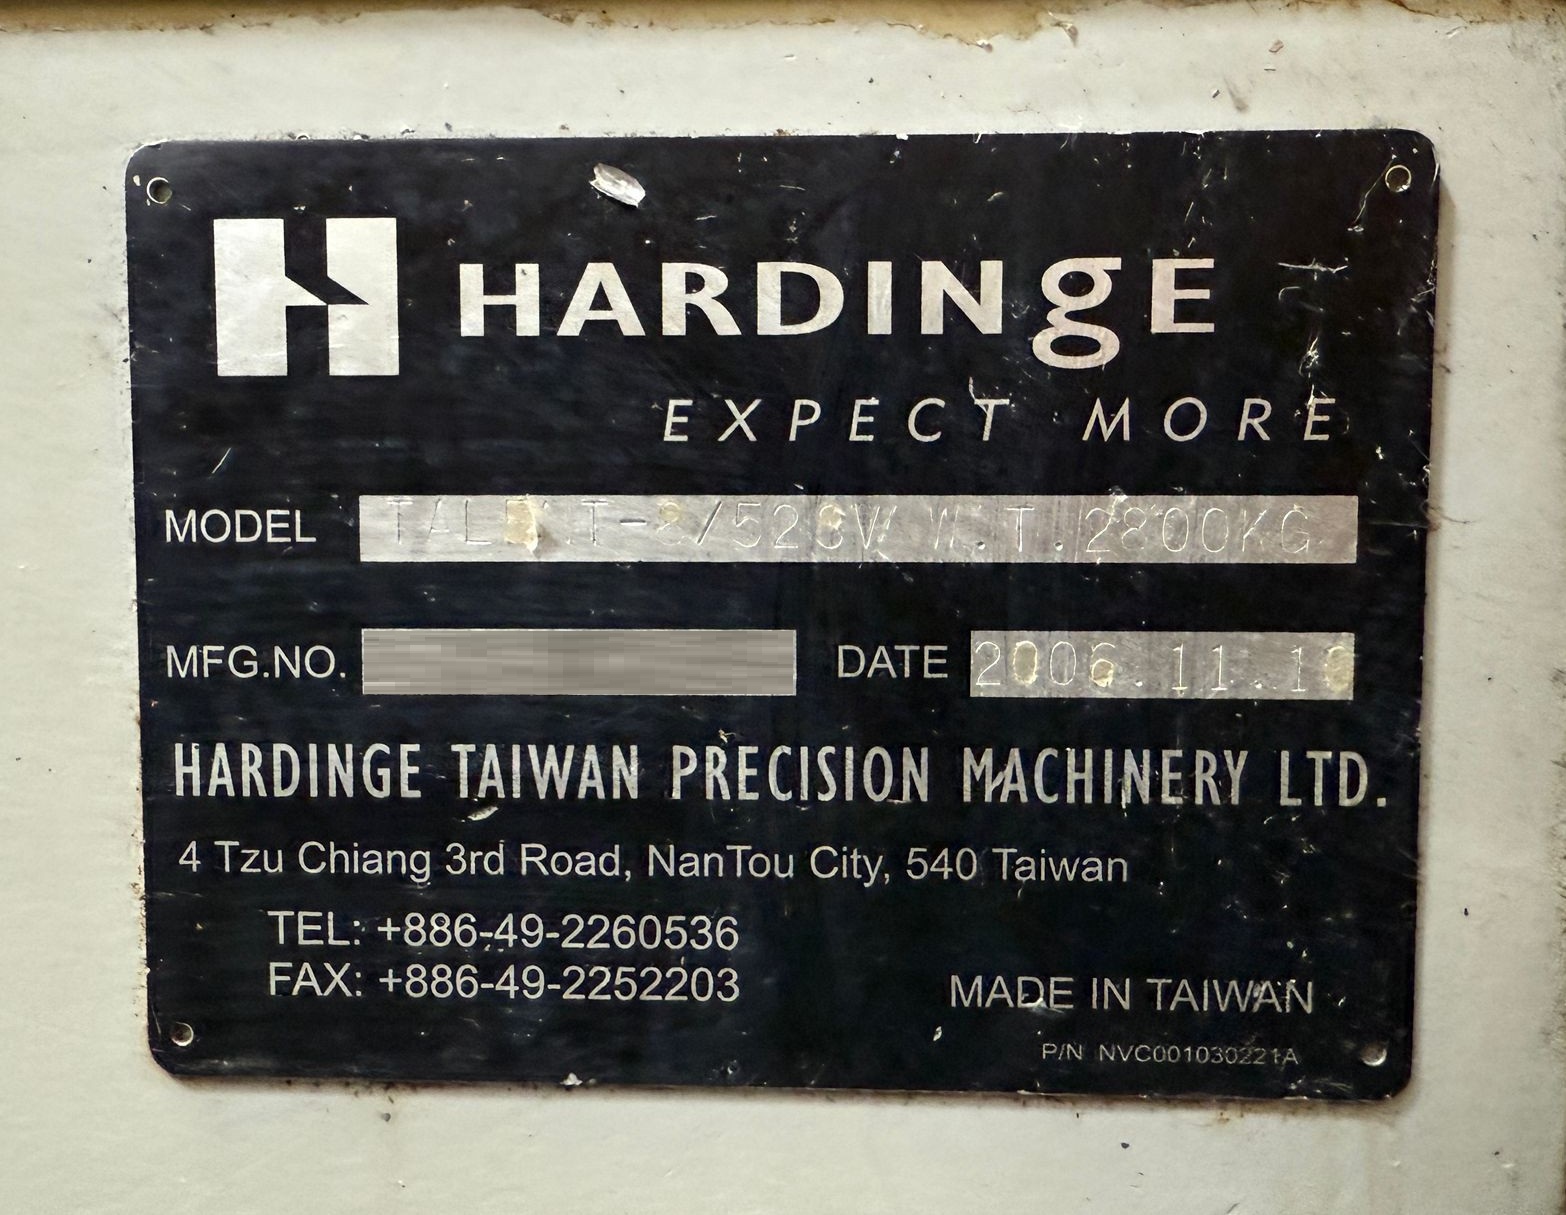 HARDINgE
EXPECT MORE
MODEL W.T. 2800KG
MFG.NO. DATE
HARDINGE TAIWAN PRECISION MACHINERY LTD.
4 Tzu Chiang 3rd Road, NanTou City, 540 Taiwan
TEL: +886-49-2260536
FAX: +886-49-2252203
MADE IN TAIWAN
P/N NVC001030221A